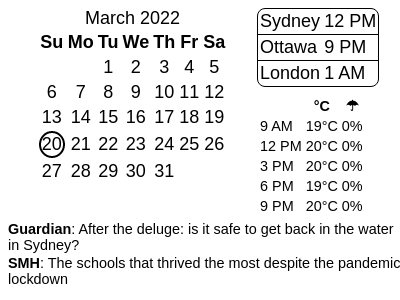 March 2022
Su Mo Tu We Th Fr Sa
1 2 3 4 5
6 7 8 9 10 11 12
13 14 15 16 17 18 19
20 21 22 23 24 25 26
27 28 29 30 31
Sydney 12 PM
Ottawa 9 PM
London 1 AM
°C ☂
9 AM 19°C 0%
12 PM 20°C 0%
3 PM 20°C 0%
6 PM 19°C 0%
9 PM 20°C 0%
Guardian: After the deluge: is it safe to get back in the water
in Sydney?
SMH: The schools that thrived the most despite the pandemic
lockdown